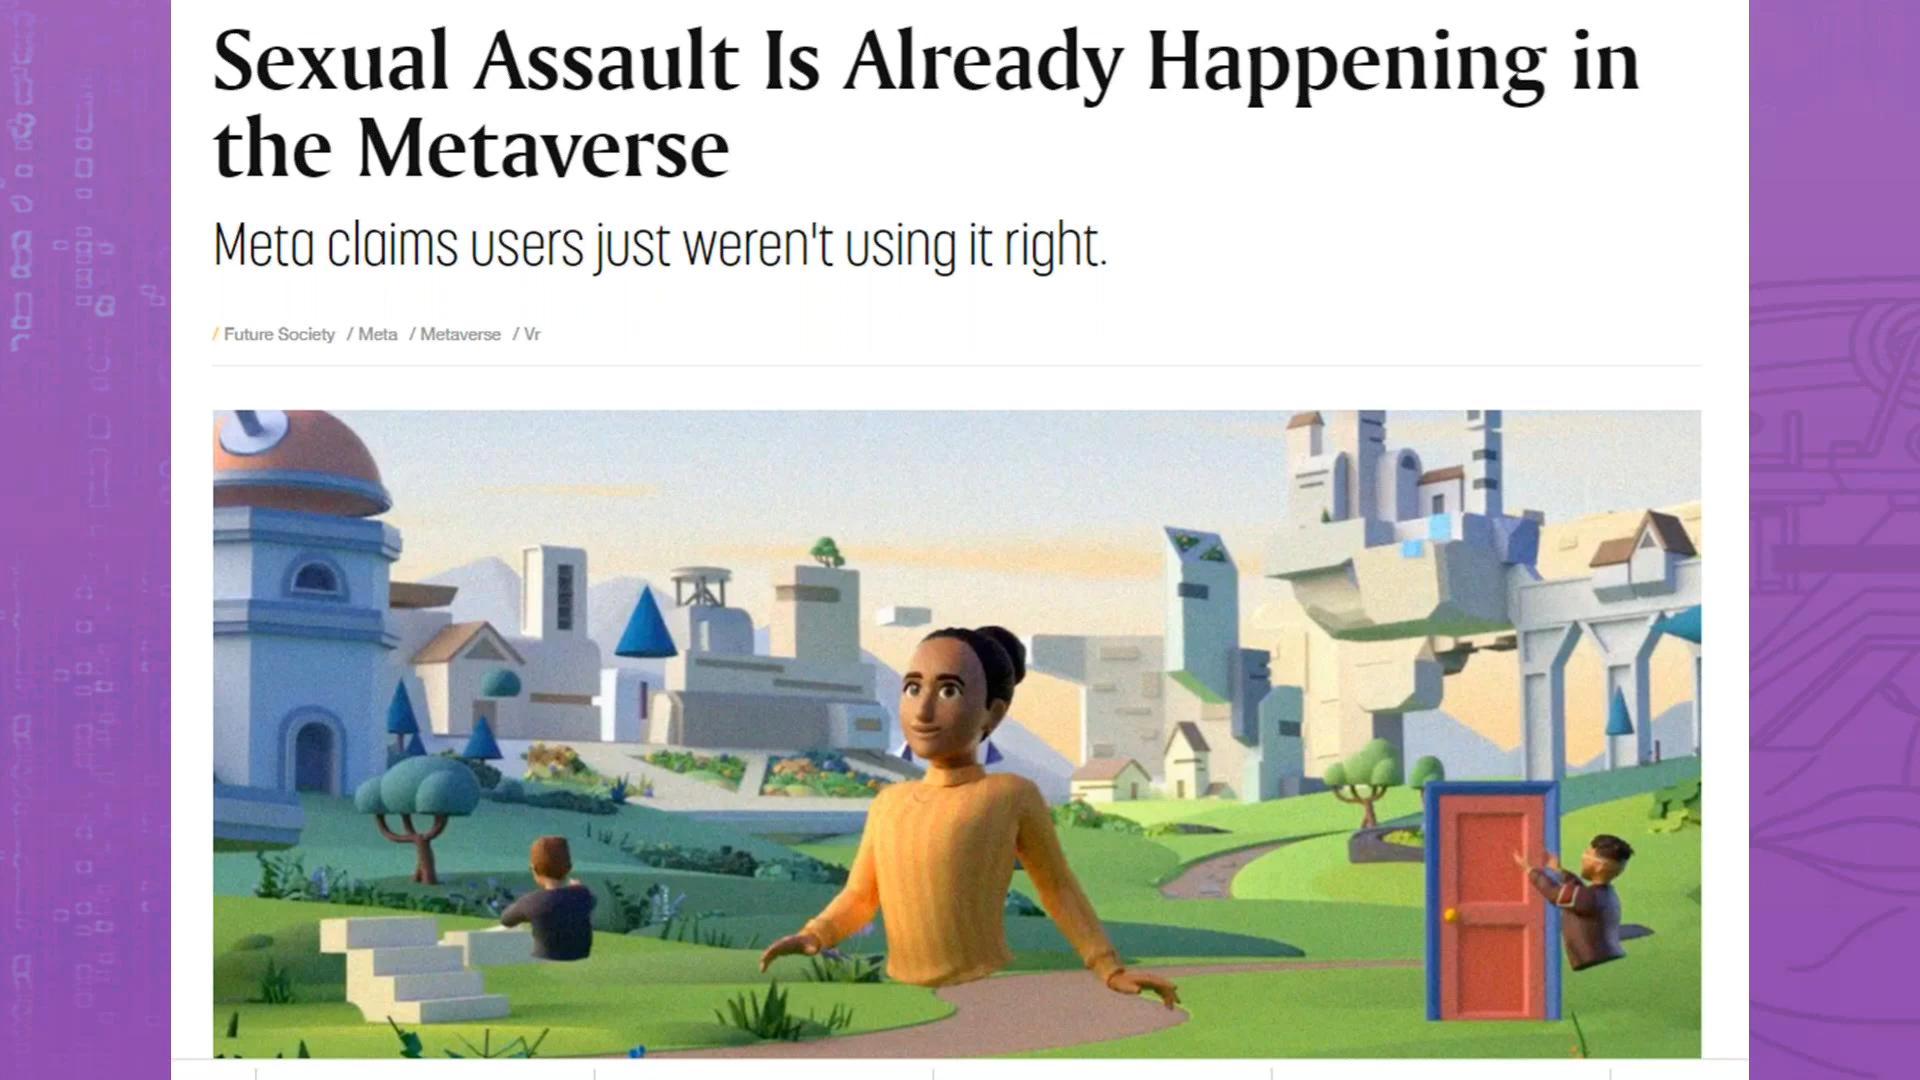 Sexual Assault Is Already Happening in
the Metaverse
Meta claims users just weren't using it right.
/ Future Society / Meta / Metaverse / Vr